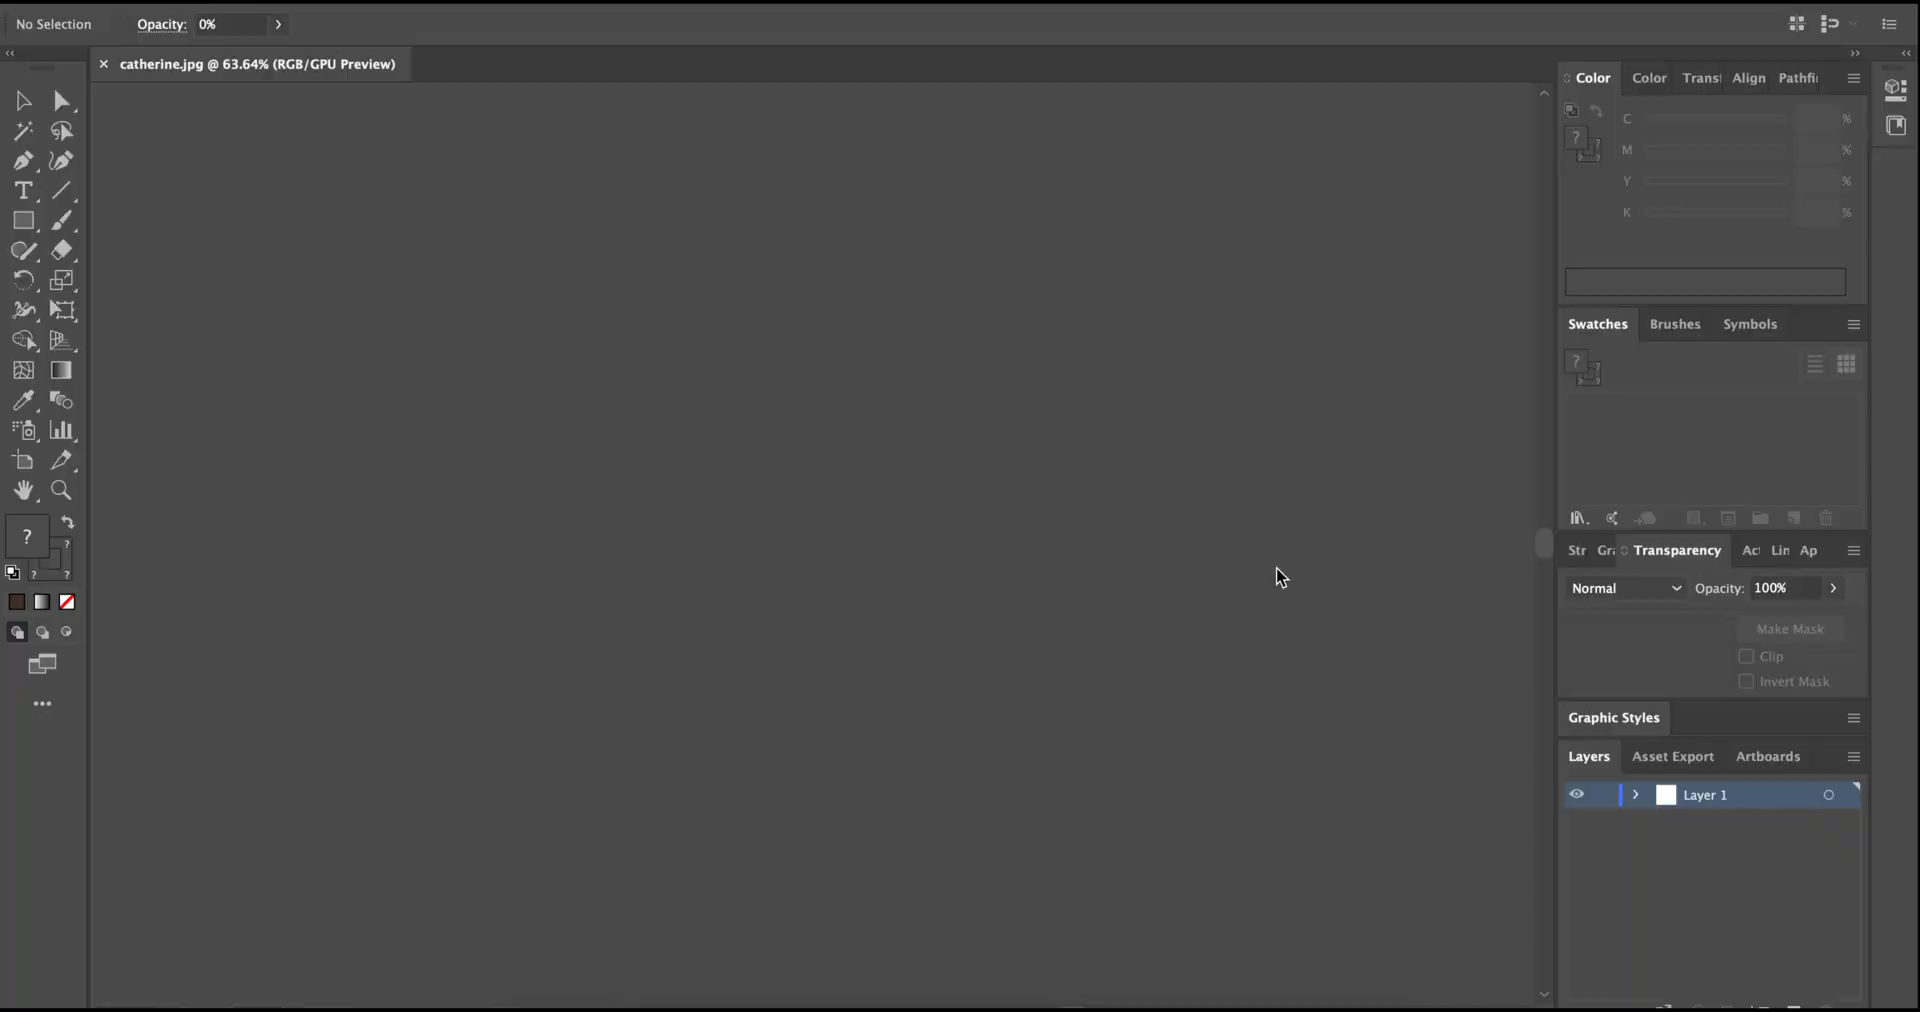 No Selection
Opacity: 0%
catherine.jpg @ 63.64% (RGB/GPU Preview)
Color
Color
Trans
Align
Pathfi
C %
M %
Y %
K %
?
Swatches
Brushes
Symbols
?
Str
Gra
Transparency
Ac
Lin
Ap
Normal
Opacity: 100%
Make Mask
Clip
Invert Mask
Graphic Styles
Layers
Asset Export
Artboards
Layer 1
T
?
?
?
?